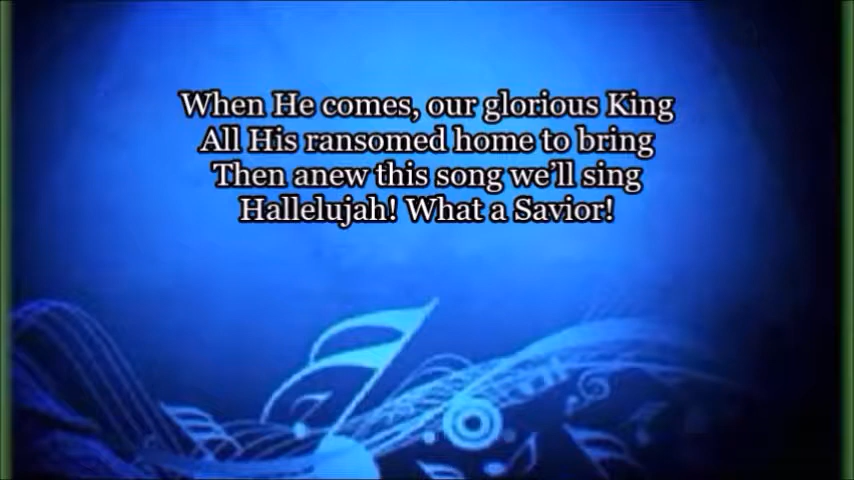 When He comes, our glorious King
All His ransomed home to bring
Then anew this song we’ll sing
Hallelujah! What a Savior!